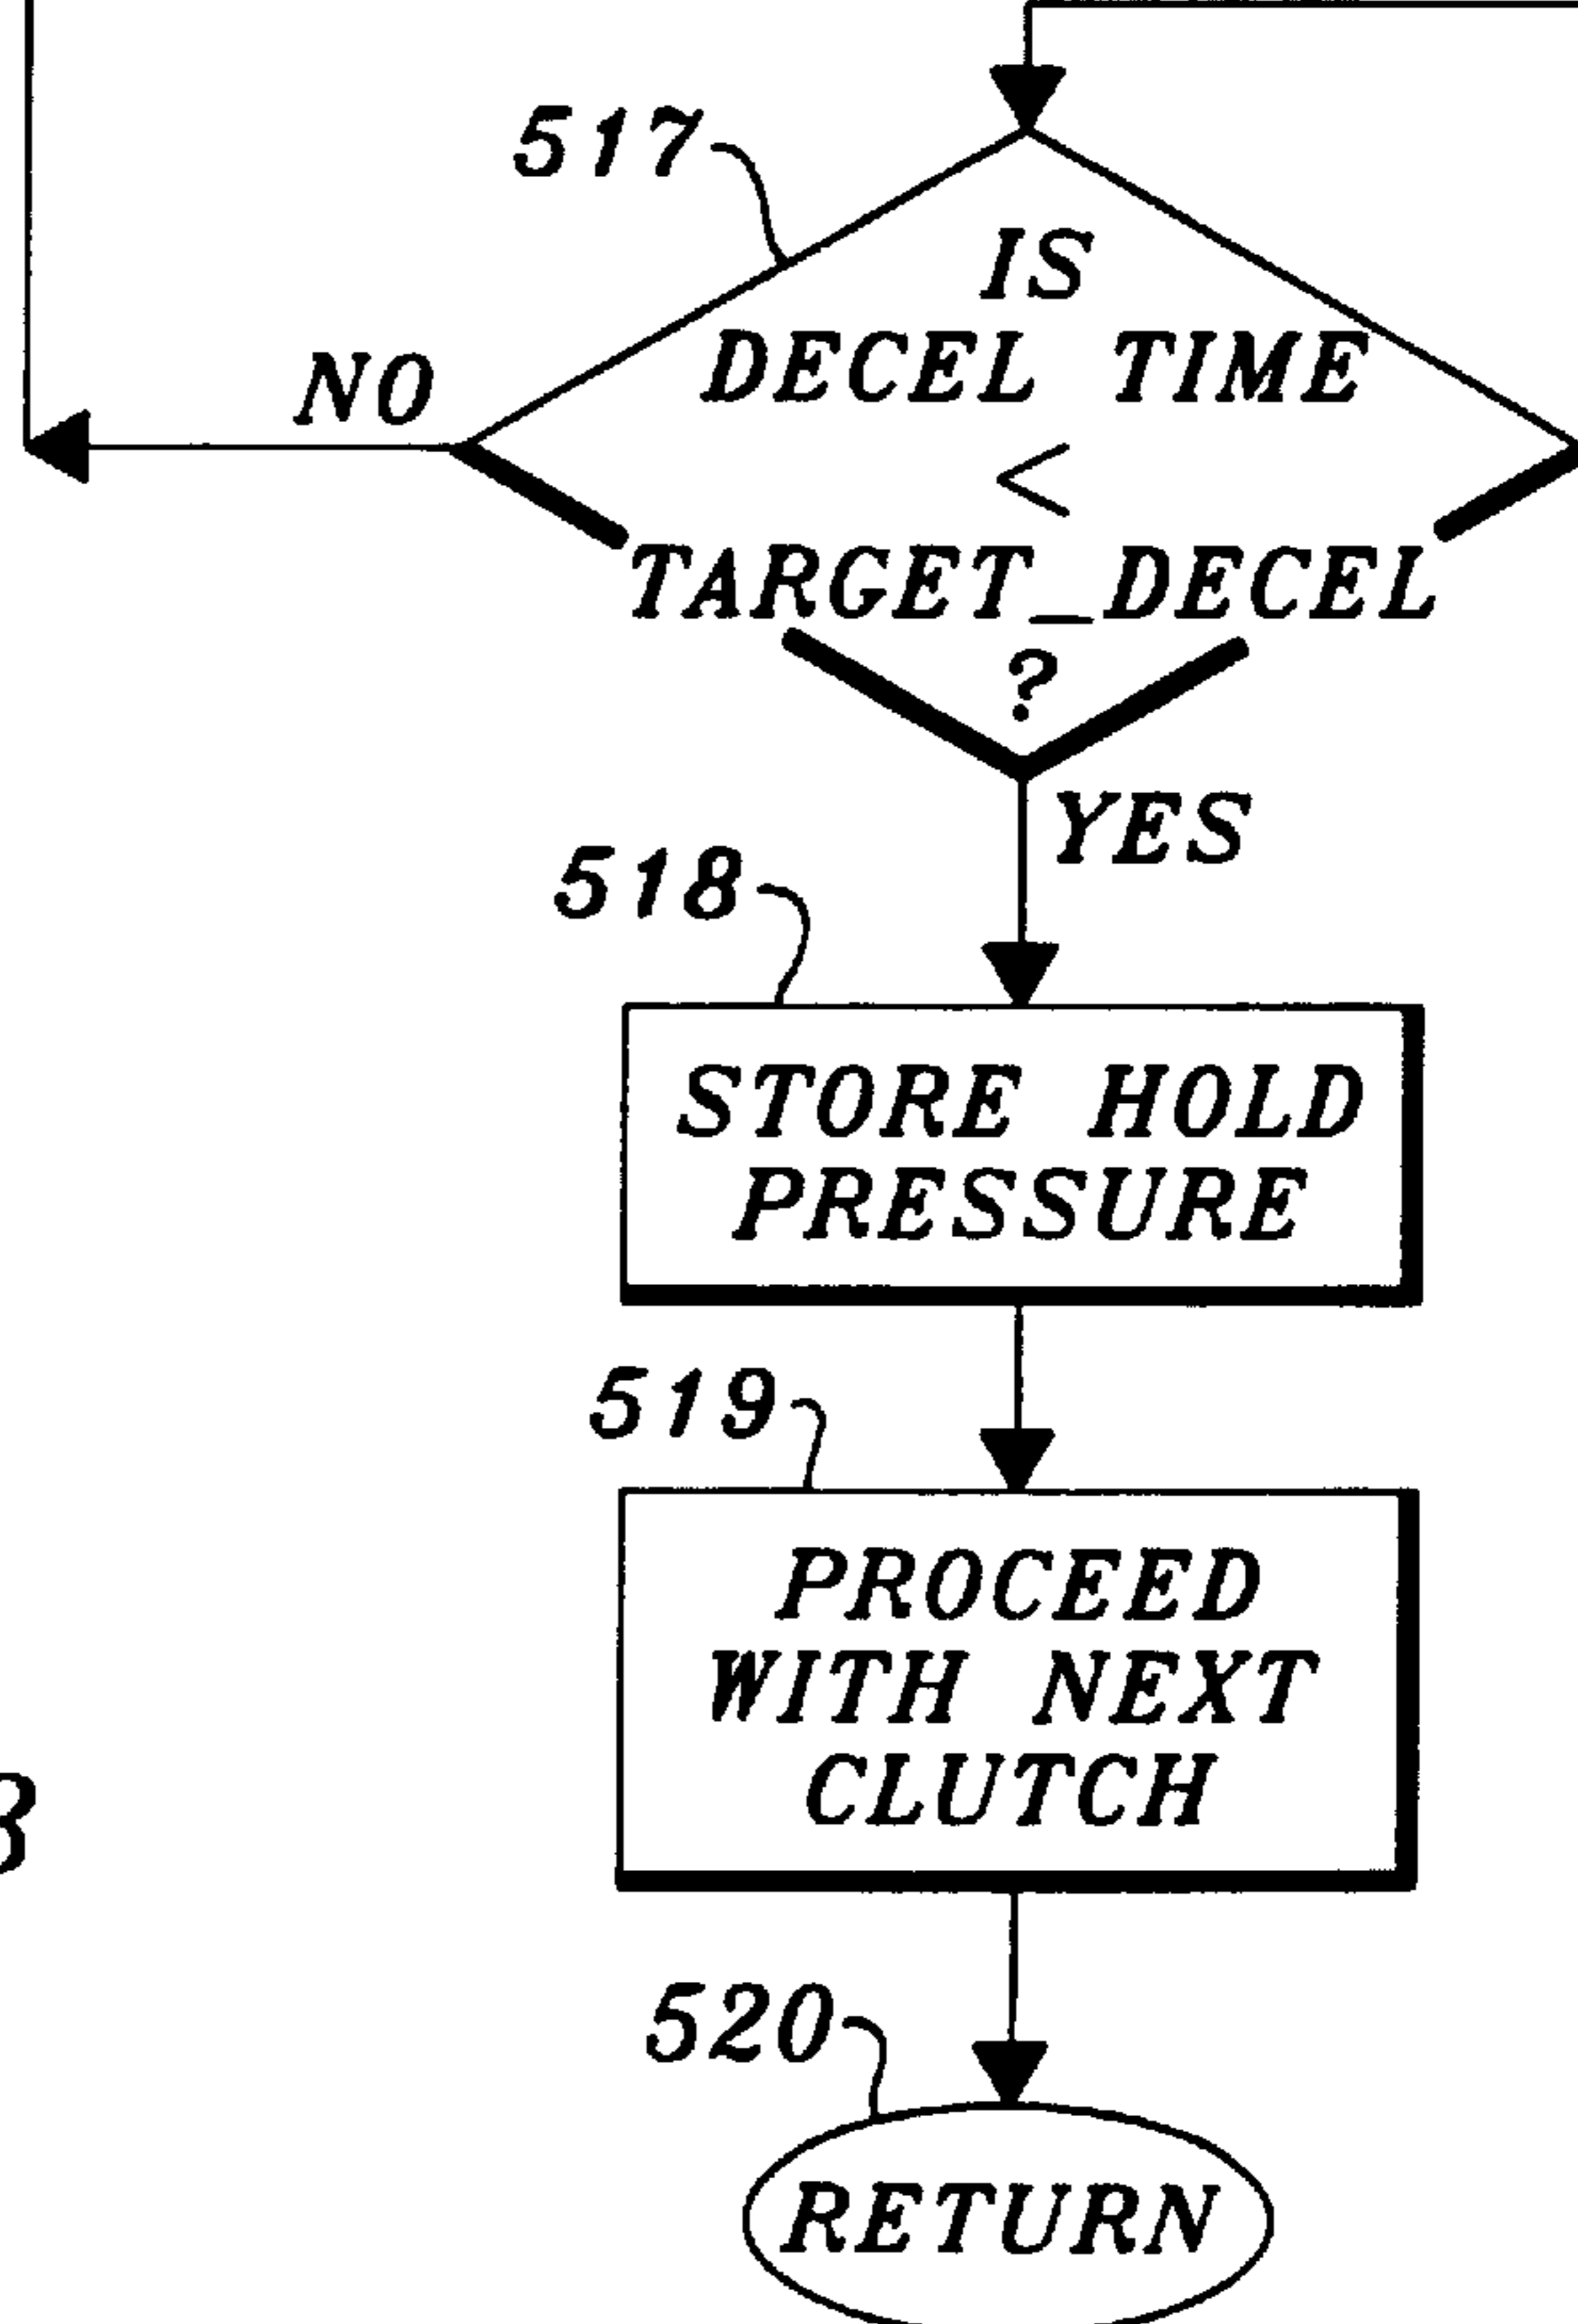 517
IS
DECEL TIME
<
TARGET_DECEL
?
NO
YES
518
STORE HOLD
PRESSURE
519
PROCEED
WITH NEXT
CLUTCH
520
RETURN